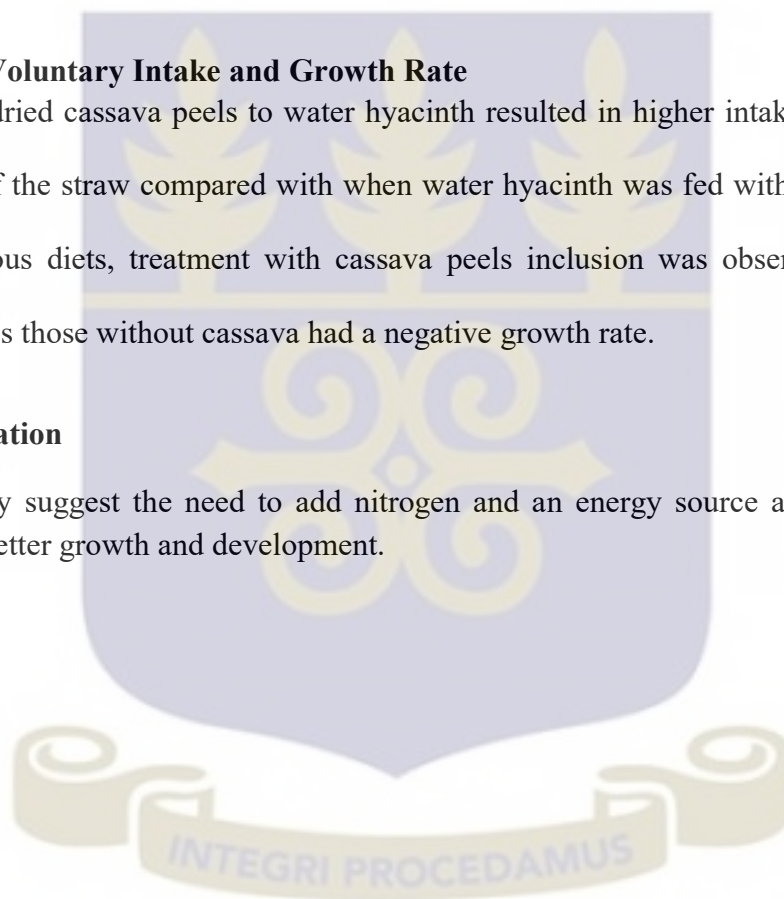 Voluntary Intake and Growth Rate
dried cassava peels to water hyacinth resulted in higher intak
f the straw compared with when water hyacinth was fed with
ous diets, treatment with cassava peels inclusion was obser
s those without cassava had a negative growth rate.
ation
y suggest the need to add nitrogen and an energy source a
etter growth and development.
INTEGRI PROCEDAMUS